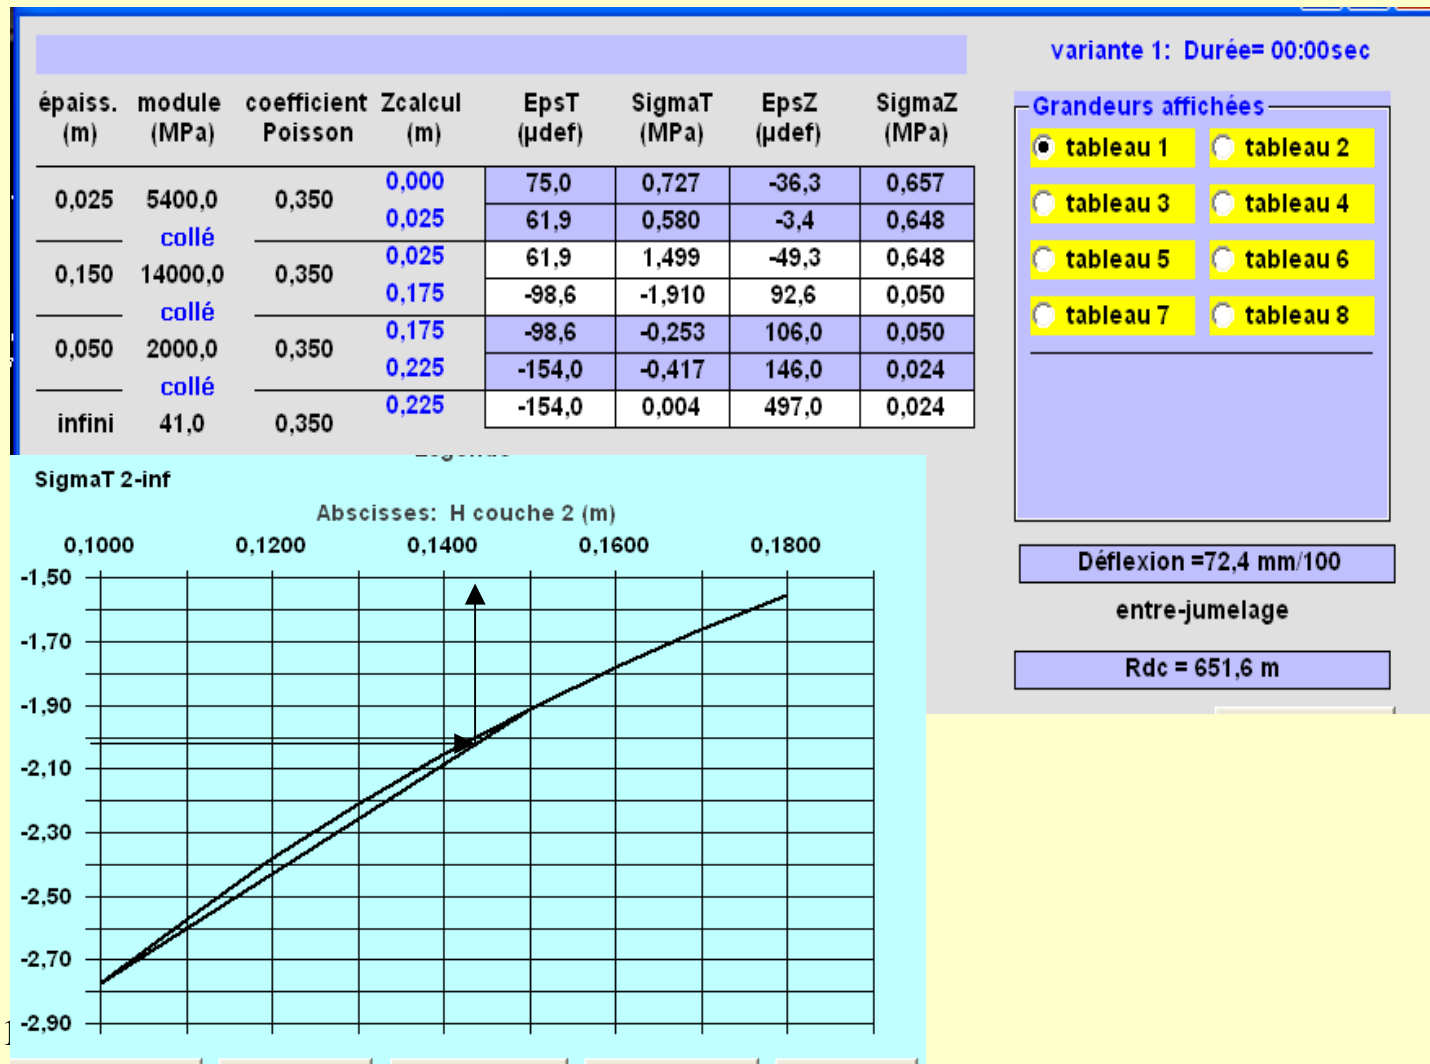 variante 1: Durée= 00:00sec
épaiss. module coefficient Zcalcul EpsT SigmaT EpsZ SigmaZ
(m) (MPa) Poisson (m) (µdef) (MPa) (µdef) (MPa)
0,000 75,0 0,727 -36,3 0,657
0,025 5400,0 0,350
0,025 61,9 0,580 -3,4 0,648
collé
0,025 61,9 1,499 -49,3 0,648
0,150 14000,0 0,350
0,175 -98,6 -1,910 92,6 0,050
collé
0,175 -98,6 -0,253 106,0 0,050
0,050 2000,0 0,350
0,225 -154,0 -0,417 146,0 0,024
collé
0,225 -154,0 0,004 497,0 0,024
infini 41,0 0,350
Grandeurs affichées
tableau 1 tableau 2
tableau 3 tableau 4
tableau 5 tableau 6
tableau 7 tableau 8
Déflexion =72,4 mm/100
entre-jumelage
Rdc = 651,6 m
SigmaT 2-inf
Abscisses: H couche 2 (m)
0,1000 0,1200 0,1400 0,1600 0,1800
-1,50
-1,70
-1,90
-2,10
-2,30
-2,50
-2,70
-2,90
1